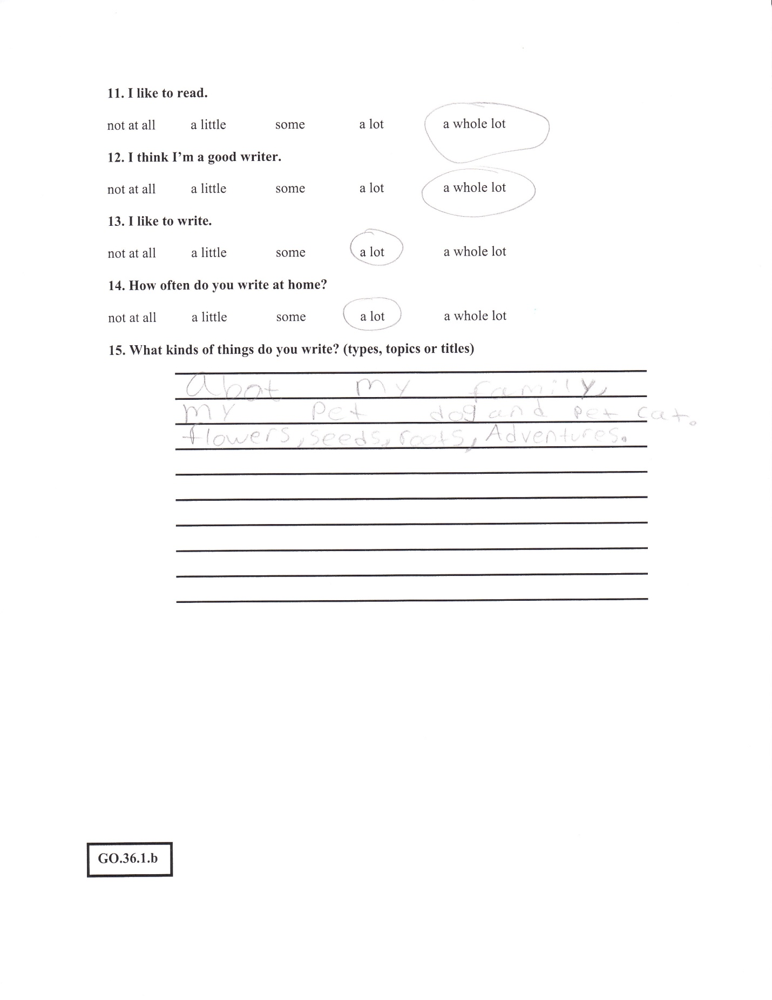 11. I like to read.
not at all a little some a lot a whole lot
12. I think I’m a good writer.
not at all a little some a lot a whole lot
13. I like to write.
not at all a little some a lot a whole lot
14. How often do you write at home?
not at all a little some a lot a whole lot
15. What kinds of things do you write? (types, topics or titles)
abot my family,
my pet dog and pet cat.
flowers, seeds, roots, Adventures.
GO.36.1.b